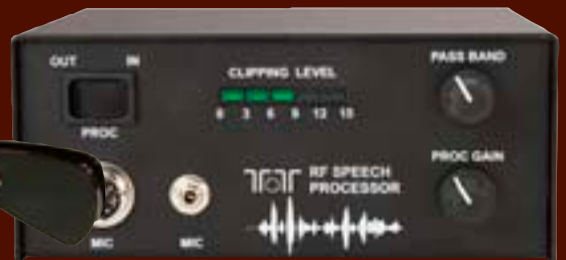 OUT IN
CLIPPING LEVEL
PASS BAND
0 3 6 9 12 15
PROC
PROC GAIN
RF SPEECH
PROCESSOR
MIC MIC